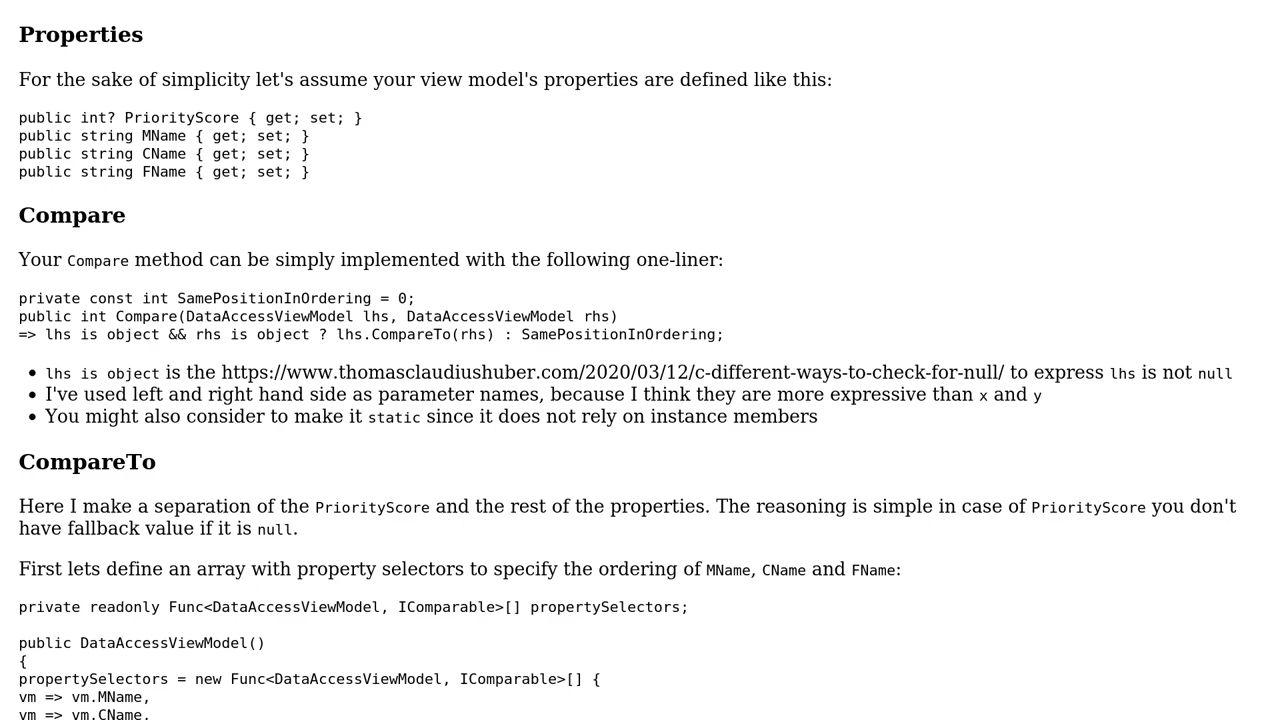 Properties
For the sake of simplicity let's assume your view model's properties are defined like this:
public int? PriorityScore { get; set; }
public string MName { get; set; }
public string CName { get; set; }
public string FName { get; set; }
Compare
Your Compare method can be simply implemented with the following one-liner:
private const int SamePositionInOrdering = 0;
public int Compare(DataAccessViewModel lhs, DataAccessViewModel rhs)
=> lhs is object && rhs is object ? lhs.CompareTo(rhs) : SamePositionInOrdering;
• lhs is object is the https://www.thomasclaudiushuber.com/2020/03/12/c-different-ways-to-check-for-null/ to express lhs is not null
• I've used left and right hand side as parameter names, because I think they are more expressive than x and y
• You might also consider to make it static since it does not rely on instance members
CompareTo
Here I make a separation of the PriorityScore and the rest of the properties. The reasoning is simple in case of PriorityScore you don't
have fallback value if it is null.
First lets define an array with property selectors to specify the ordering of MName, CName and FName:
private readonly Func<DataAccessViewModel, IComparable>[] propertySelectors;
public DataAccessViewModel()
{
propertySelectors = new Func<DataAccessViewModel, IComparable>[] {
vm => vm.MName,
vm => vm.CName,